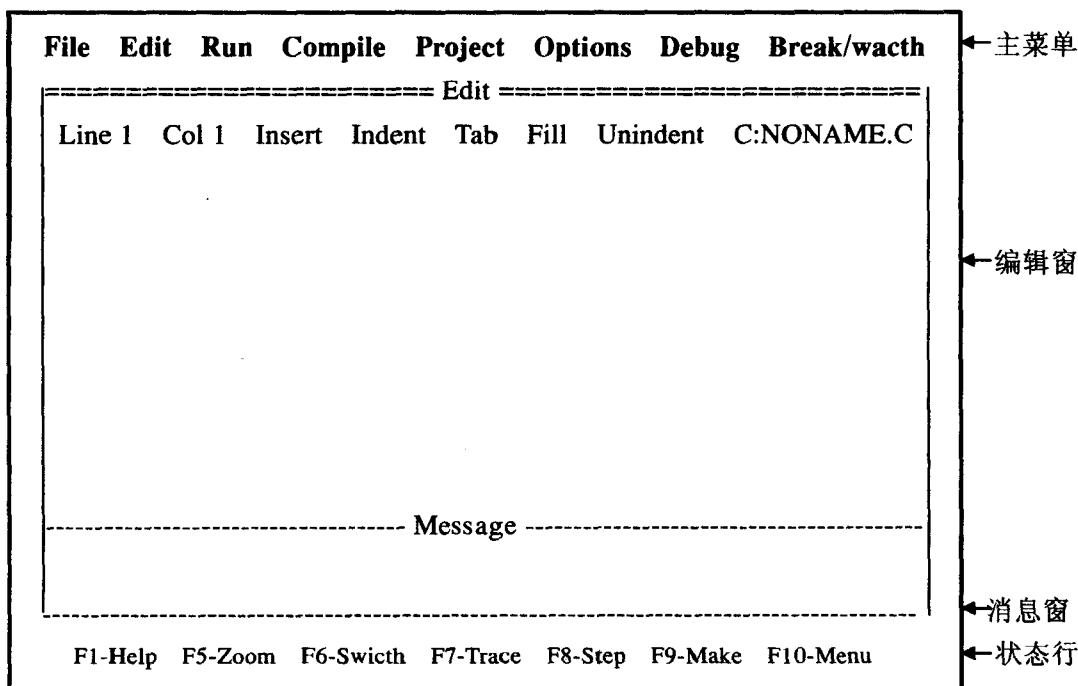 File Edit Run Compile Project Options Debug Break/wacth
主菜单
Edit
Line 1 Col 1 Insert Indent Tab Fill Unindent C:NONAME.C
编辑窗
Message
消息窗
F1-Help F5-Zoom F6-Swicth F7-Trace F8-Step F9-Make F10-Menu
状态行